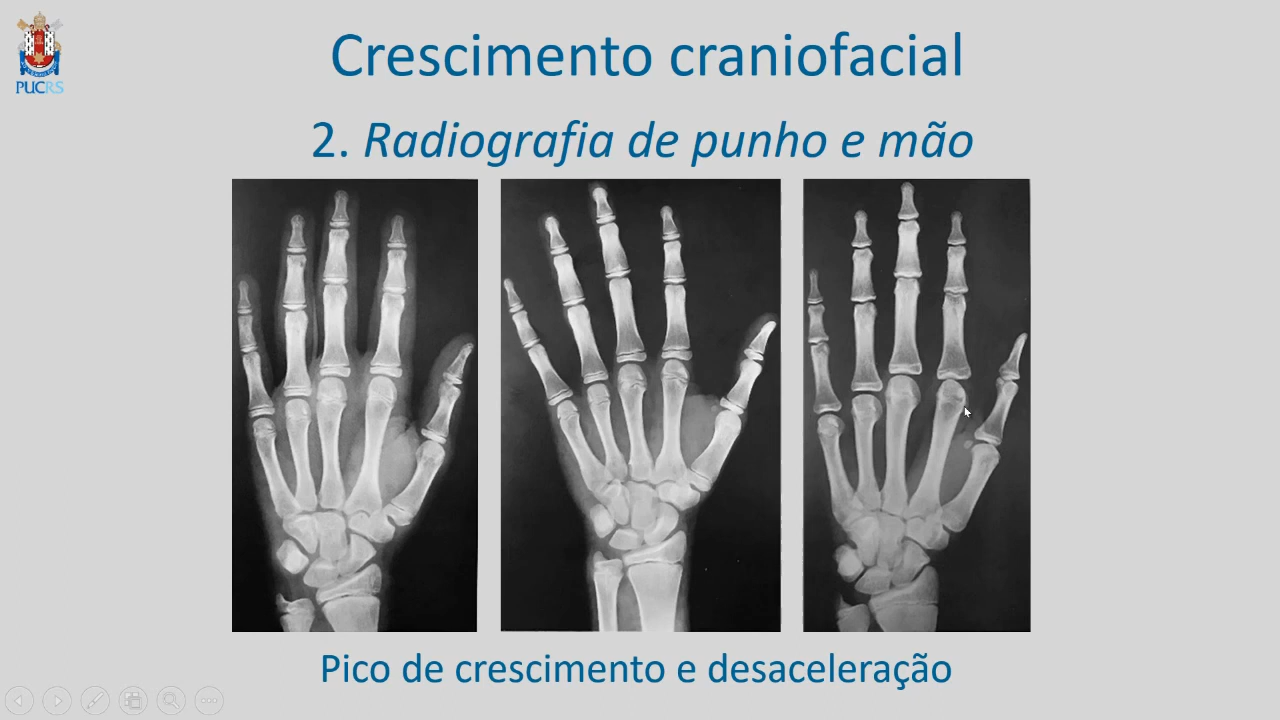 PUCRS
Crescimento craniofacial
2. Radiografia de punho e mão
Pico de crescimento e desaceleração